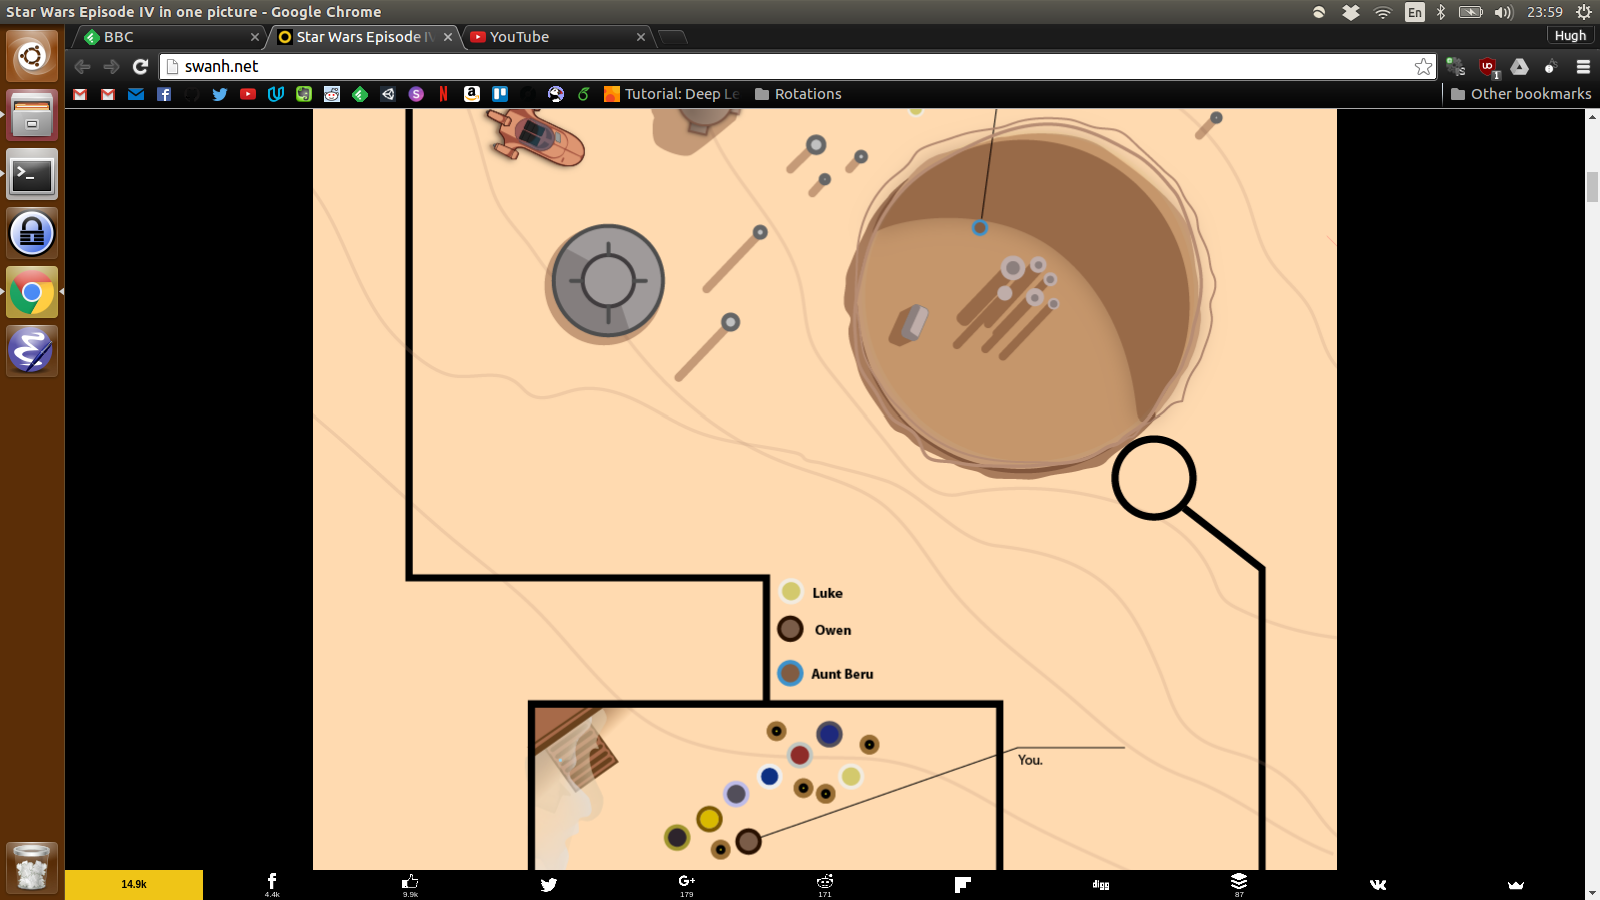 Star Wars Episode IV in one picture - Google Chrome
En
23:59
BBC
Star Wars Episode IV
YouTube
Hugh
swanh.net
Tutorial: Deep Le
Rotations
Other bookmarks
Luke
Owen
Aunt Beru
You.
14.9k
4.4k
9.9k
G+
179
171
digg
87